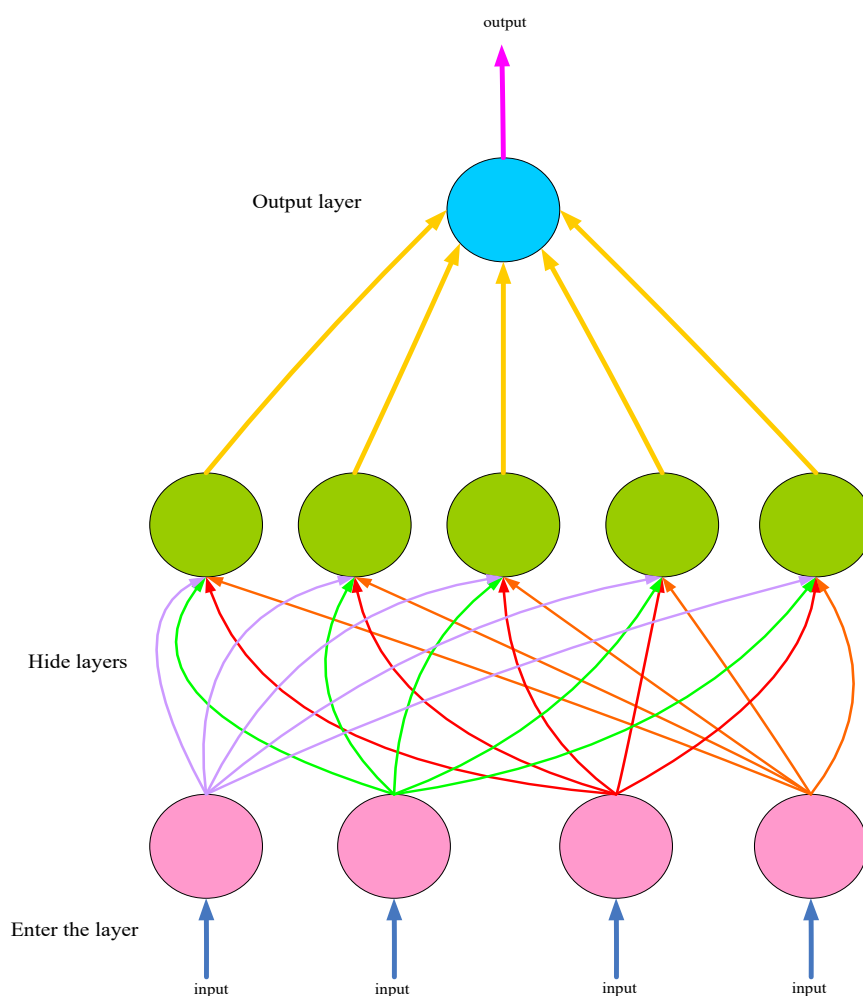 output
Output layer
Hide layers
Enter the layer
input
input
input
input